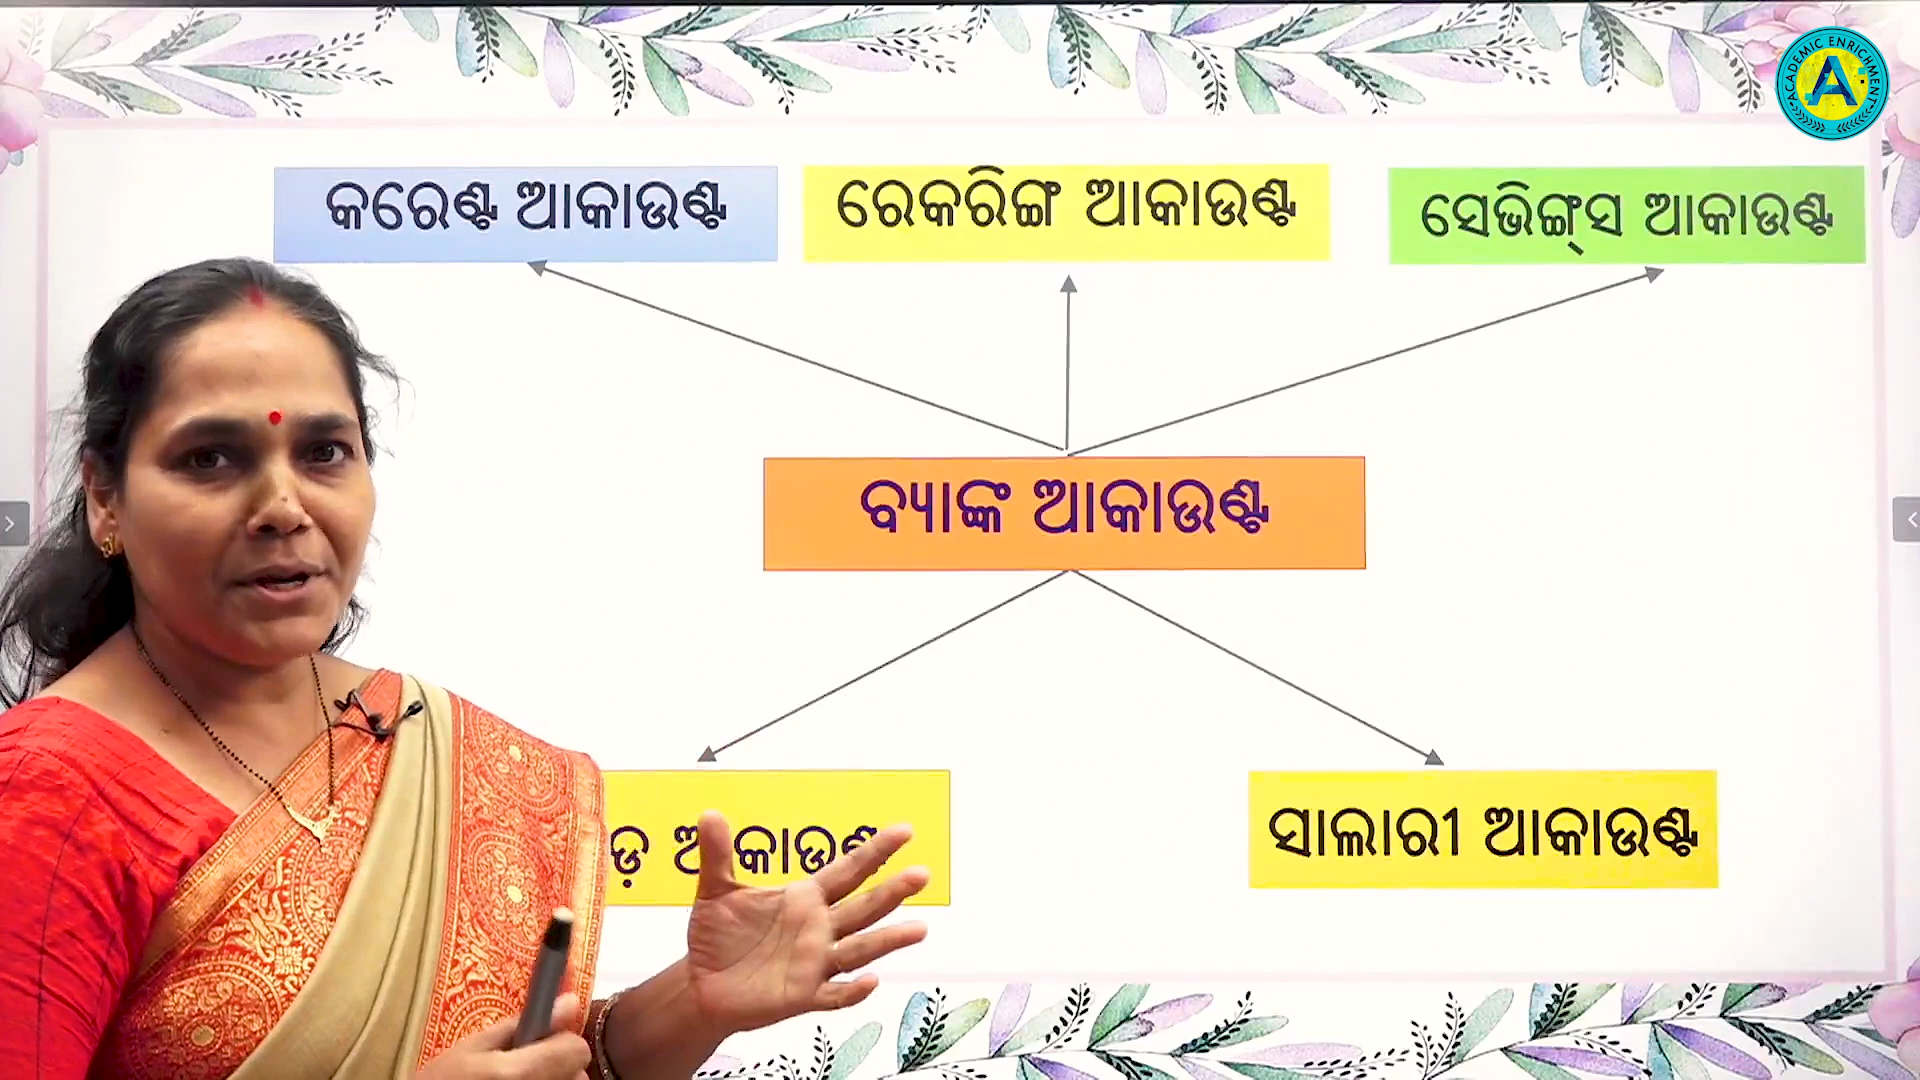 ACADEMIC ENRICHMENT
A
କରେଣ୍ଟ ଆକାଉଣ୍ଟ
ରେକରିଙ୍ଗ ଆକାଉଣ୍ଟ
ସେଭିଙ୍ଗ୍ସ ଆକାଉଣ୍ଟ
ବ୍ୟାଙ୍କ ଆକାଉଣ୍ଟ
ସାଲାରୀ ଆକାଉଣ୍ଟ